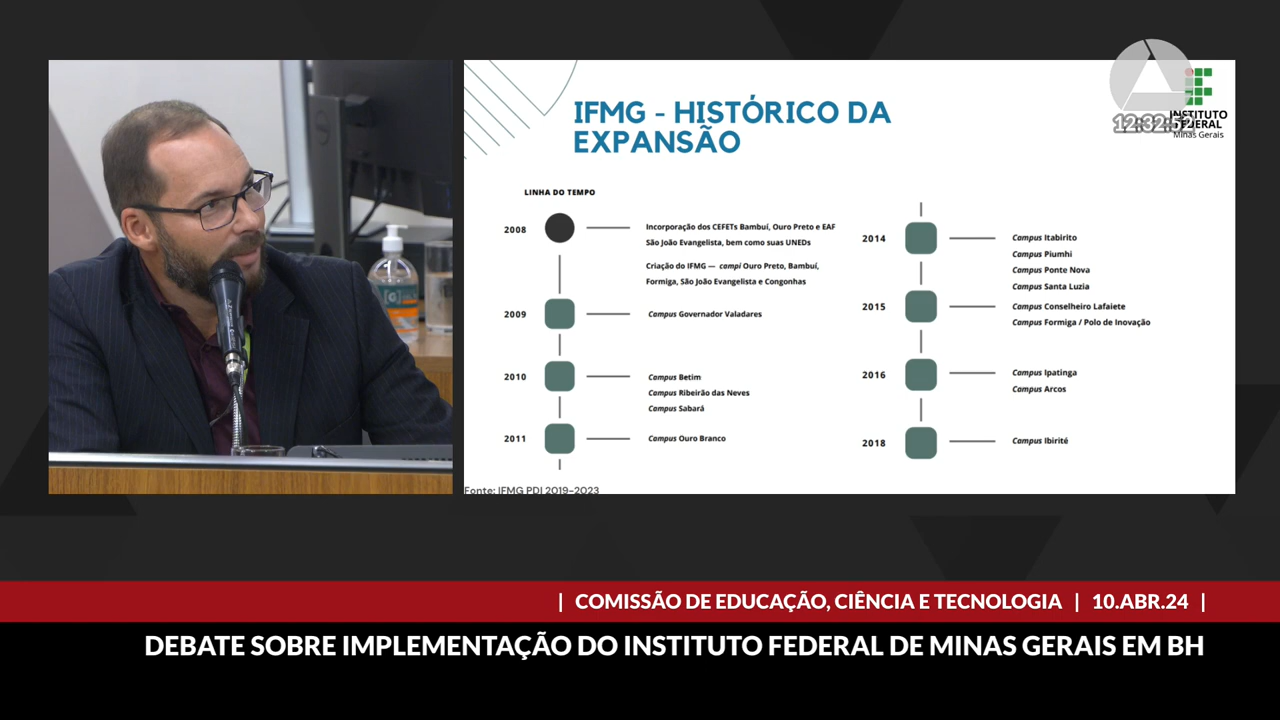 IFMG - HISTÓRICO DA
EXPANSÃO
INSTITUTO
FEDERAL
Minas Gerais
12:32:52
LINHA DO TEMPO
2008
Incorporação dos CEFETs Bambuí, Ouro Preto e EAF
São João Evangelista, bem como suas UNEDs
Criação do IFMG — campi Ouro Preto, Bambuí,
Formiga, São João Evangelista e Congonhas
2009
Campus Governador Valadares
2010
Campus Betim
Campus Ribeirão das Neves
Campus Sabará
2011
Campus Ouro Branco
2014
Campus Itabirito
Campus Piumhi
Campus Ponte Nova
Campus Santa Luzia
2015
Campus Conselheiro Lafaiete
Campus Formiga / Polo de Inovação
2016
Campus Ipatinga
Campus Arcos
2018
Campus Ibirité
Fonte: IFMG PDI 2019-2023
| COMISSÃO DE EDUCAÇÃO, CIÊNCIA E TECNOLOGIA | 10.ABR.24 |
DEBATE SOBRE IMPLEMENTAÇÃO DO INSTITUTO FEDERAL DE MINAS GERAIS EM BH